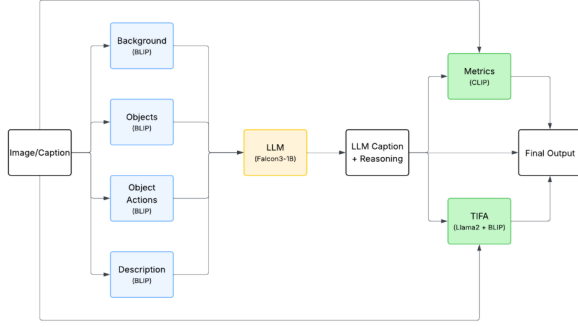 Background
(BLIP)
Metrics
(CLIP)
Objects
(BLIP)
Image/Caption
LLM
(Falcon3-1B)
LLM Caption
+ Reasoning
Final Output
Object
Actions
(BLIP)
TIFA
(Llama2 + BLIP)
Description
(BLIP)